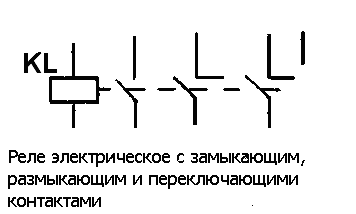 KL
Реле электрическое с замыкающим,
размыкающим и переключающими
контактами